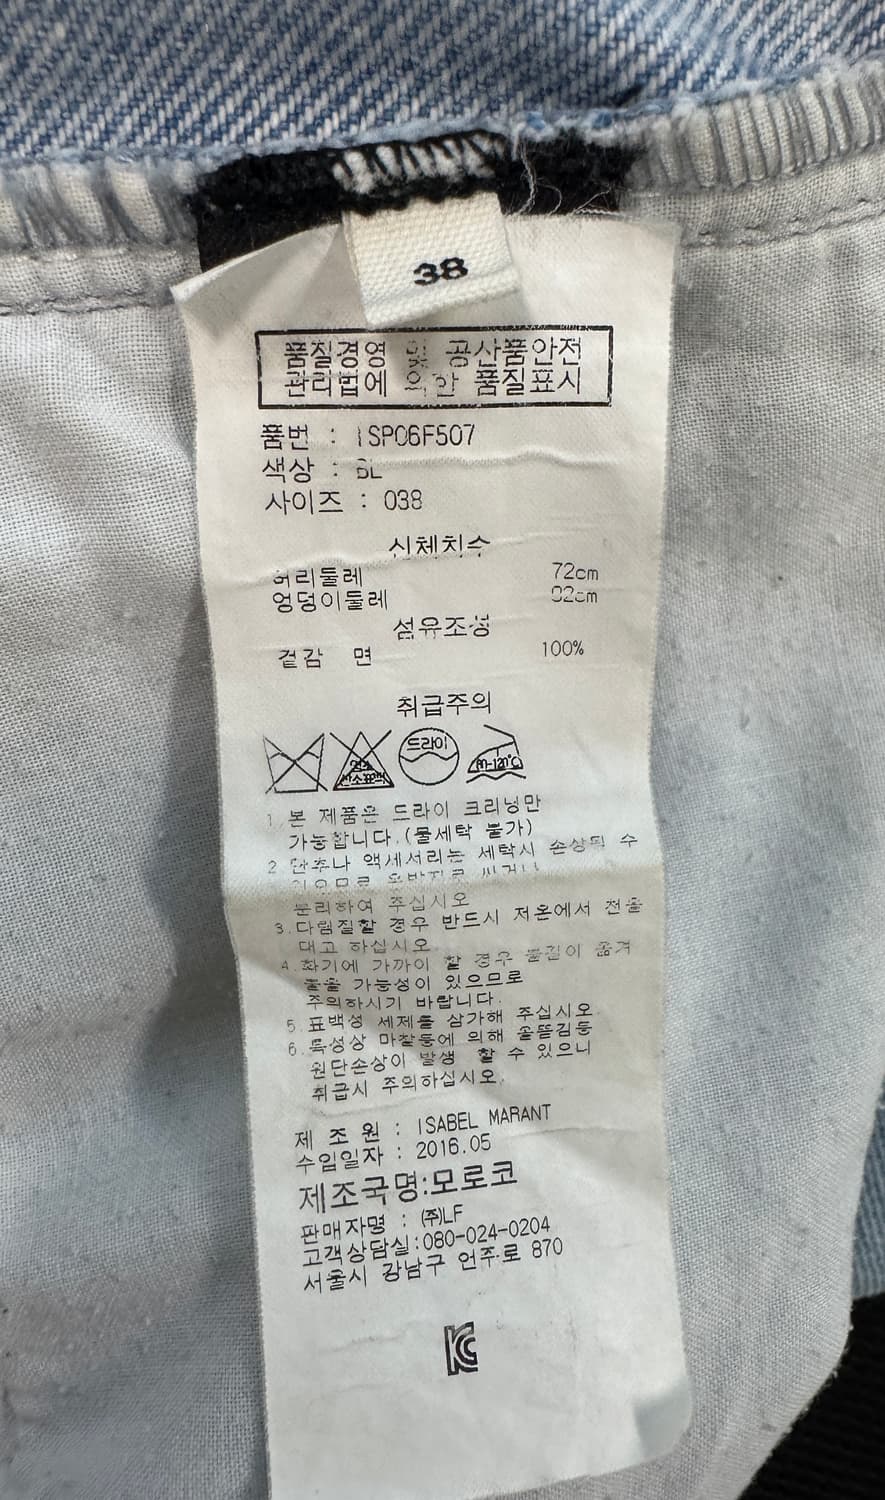 38
품질경영 및 공산품안전
관리법에 의한 품질표시
품번 : ISP06F507
색상 : BL
사이즈 : 038
신체치수
허리둘레 72cm
엉덩이둘레 92cm
섬유조성
겉감 면 100%
취급주의
드라이
80-120℃
1.본 제품은 드라이 크리닝만
가능합니다.(물세탁 불가)
2 단추나 액세서리는 세탁시 손상될 수
있으므로
분리하여 주십시오
3.다림질할 경우 반드시 저온에서 천을
대고 하십시오.
4.화기에 가까이 할 경우 불길이 옮겨
붙을 가능성이 있으므로
주의하시기 바랍니다.
5.표백성 세제를 삼가해 주십시오.
6.특성상 마찰등에 의해 올뜯김등
원단손상이 발생 할 수 있으니
취급시 주의하십시오.
제 조 원 : ISABEL MARANT
수입일자 : 2016.05
제조국명:모로코
판매자명 : ㈜LF
고객상담실:080-024-0204
서울시 강남구 언주로 870
KC